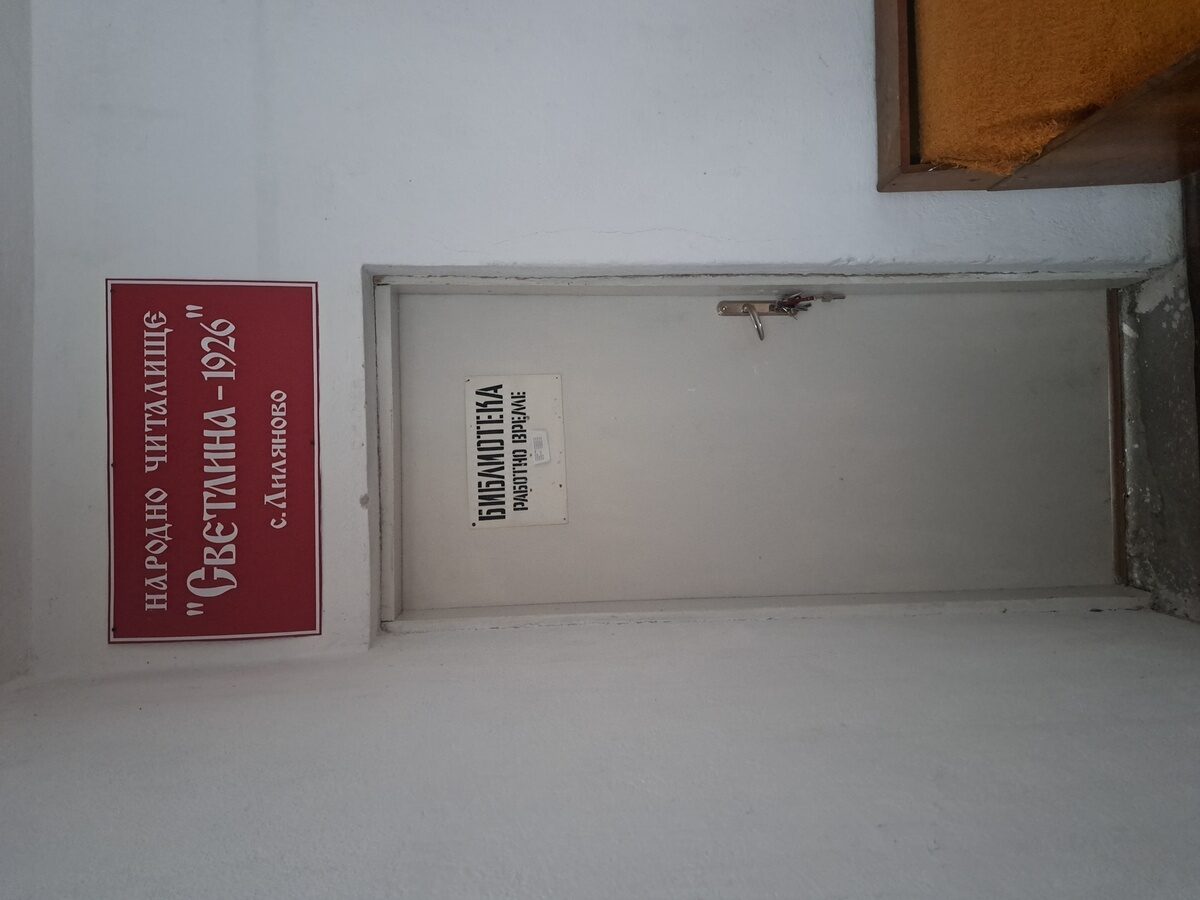 НАРОДНО ЧИТАЛИЩЕ
"СВЕТЛИНА - 1926"
с. Лиляново
БИБЛИОТЕКА
РАБОТНО ВРЕМЕ